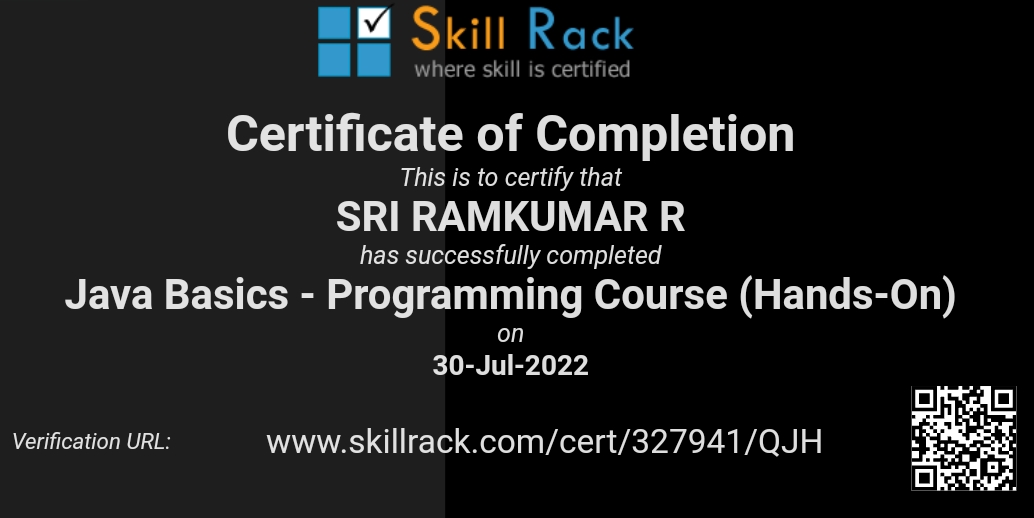 Skill Rack
where skill is certified
Certificate of Completion
This is to certify that
SRI RAMKUMAR R
has successfully completed
Java Basics - Programming Course (Hands-On)
on
30-Jul-2022
Verification URL: www.skillrack.com/cert/327941/QJH